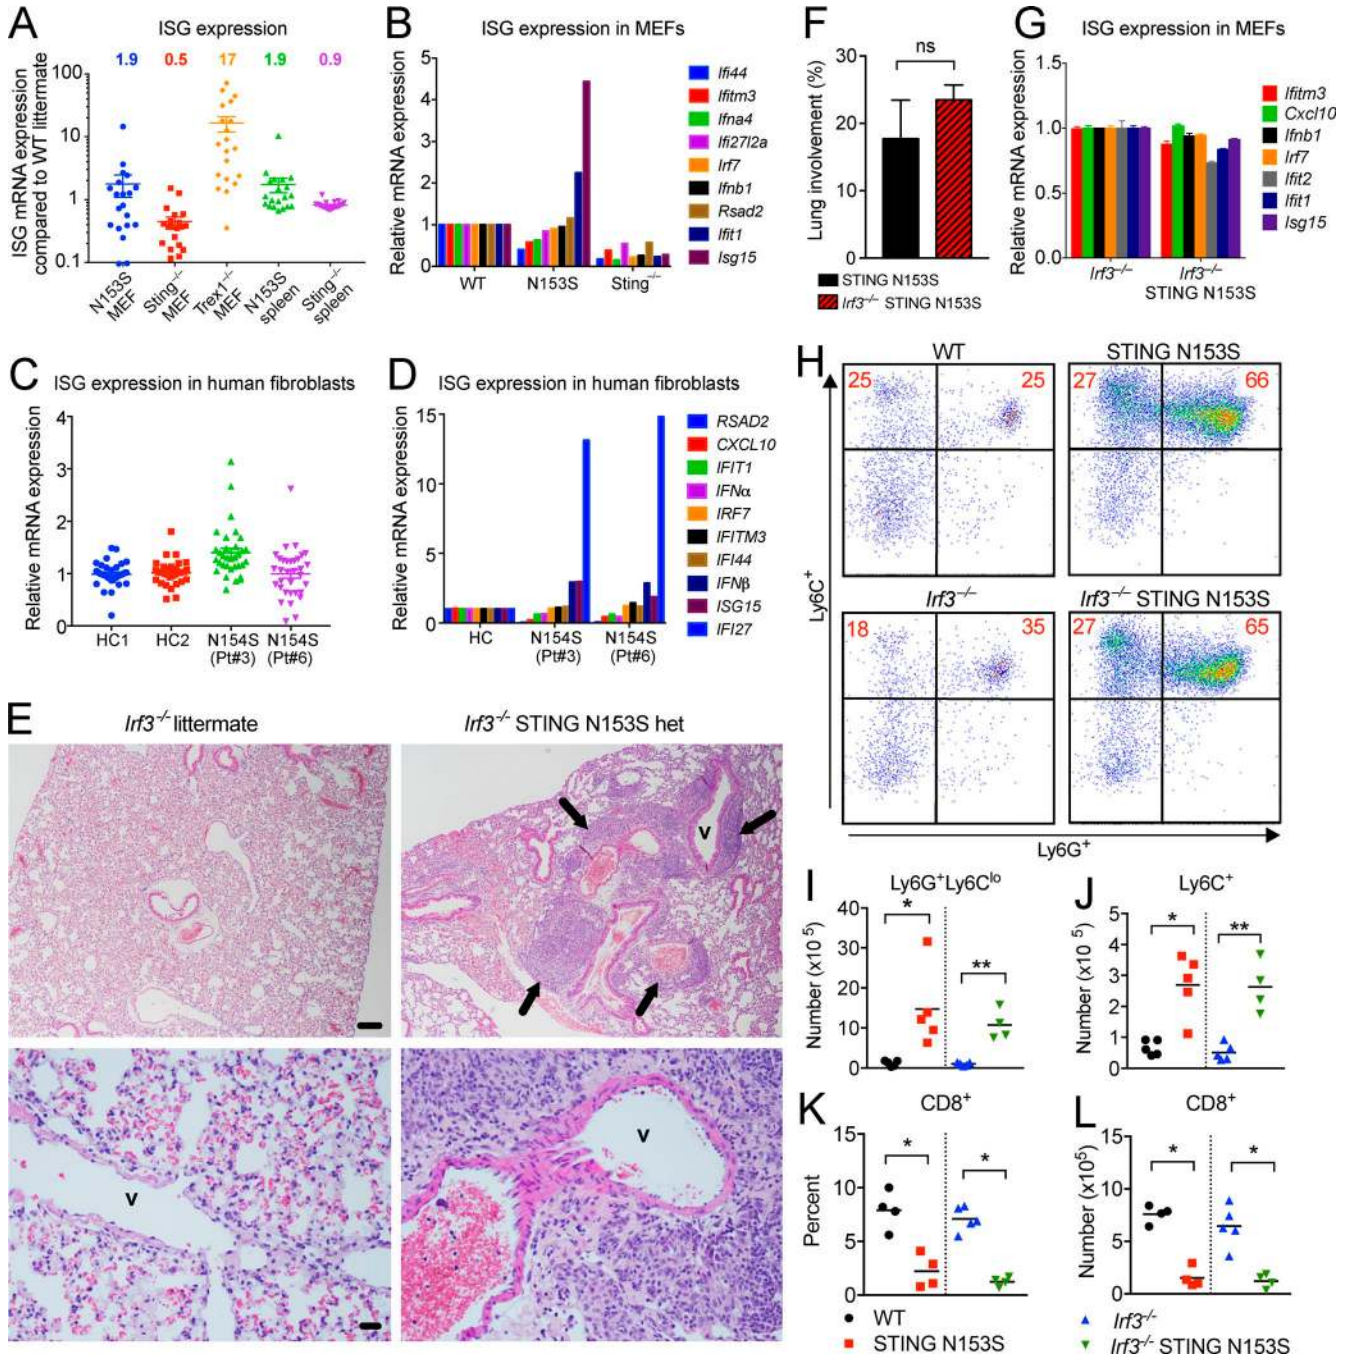 A
ISG expression
1.9 0.5 17 1.9 0.9
ISG mRNA expression
compared to WT littermate
100
10
1
0.1
N153S
MEF
Sting–/–
MEF
Trex1–/–
MEF
N153S
spleen
Sting–/–
spleen
B
ISG expression in MEFs
Relative mRNA expression
5
4
3
2
1
0
WT N153S Sting–/–
Ifi44
Ifitm3
Ifna4
Ifi27l2a
Irf7
Ifnb1
Rsad2
Ifit1
Isg15
F
ns
Lung involvement (%)
30
20
10
0
STING N153S
Irf3–/– STING N153S
G
ISG expression in MEFs
Relative mRNA expression
1.5
1.0
0.5
0.0
Irf3–/– Irf3–/–
STING N153S
Ifitm3
Cxcl10
Ifnb1
Irf7
Ifit2
Ifit1
Isg15
C
ISG expression in human fibroblasts
Relative mRNA expression
4
3
2
1
0
HC1 HC2 N154S N154S
(Pt#3) (Pt#6)
D
ISG expression in human fibroblasts
Relative mRNA expression
15
10
5
0
HC N154S N154S
(Pt#3) (Pt#6)
RSAD2
CXCL10
IFIT1
IFNα
IRF7
IFITM3
IFI44
IFNβ
ISG15
IFI27
H
WT STING N153S
25 25 27 66
Irf3–/– Irf3–/– STING N153S
18 35 27 65
Ly6C+
Ly6G+
E
Irf3–/– littermate Irf3–/– STING N153S het
V
V
V
I
Ly6G+Ly6Clo
Number (x10 5)
40
30
20
10
0
*
**
J
Ly6C+
Number (x10 5)
5
4
3
2
1
0
*
**
K
CD8+
Percent
15
10
5
0
*
*
L
CD8+
Number (x105)
15
10
5
0
*
*
WT
STING N153S
Irf3–/–
Irf3–/– STING N153S